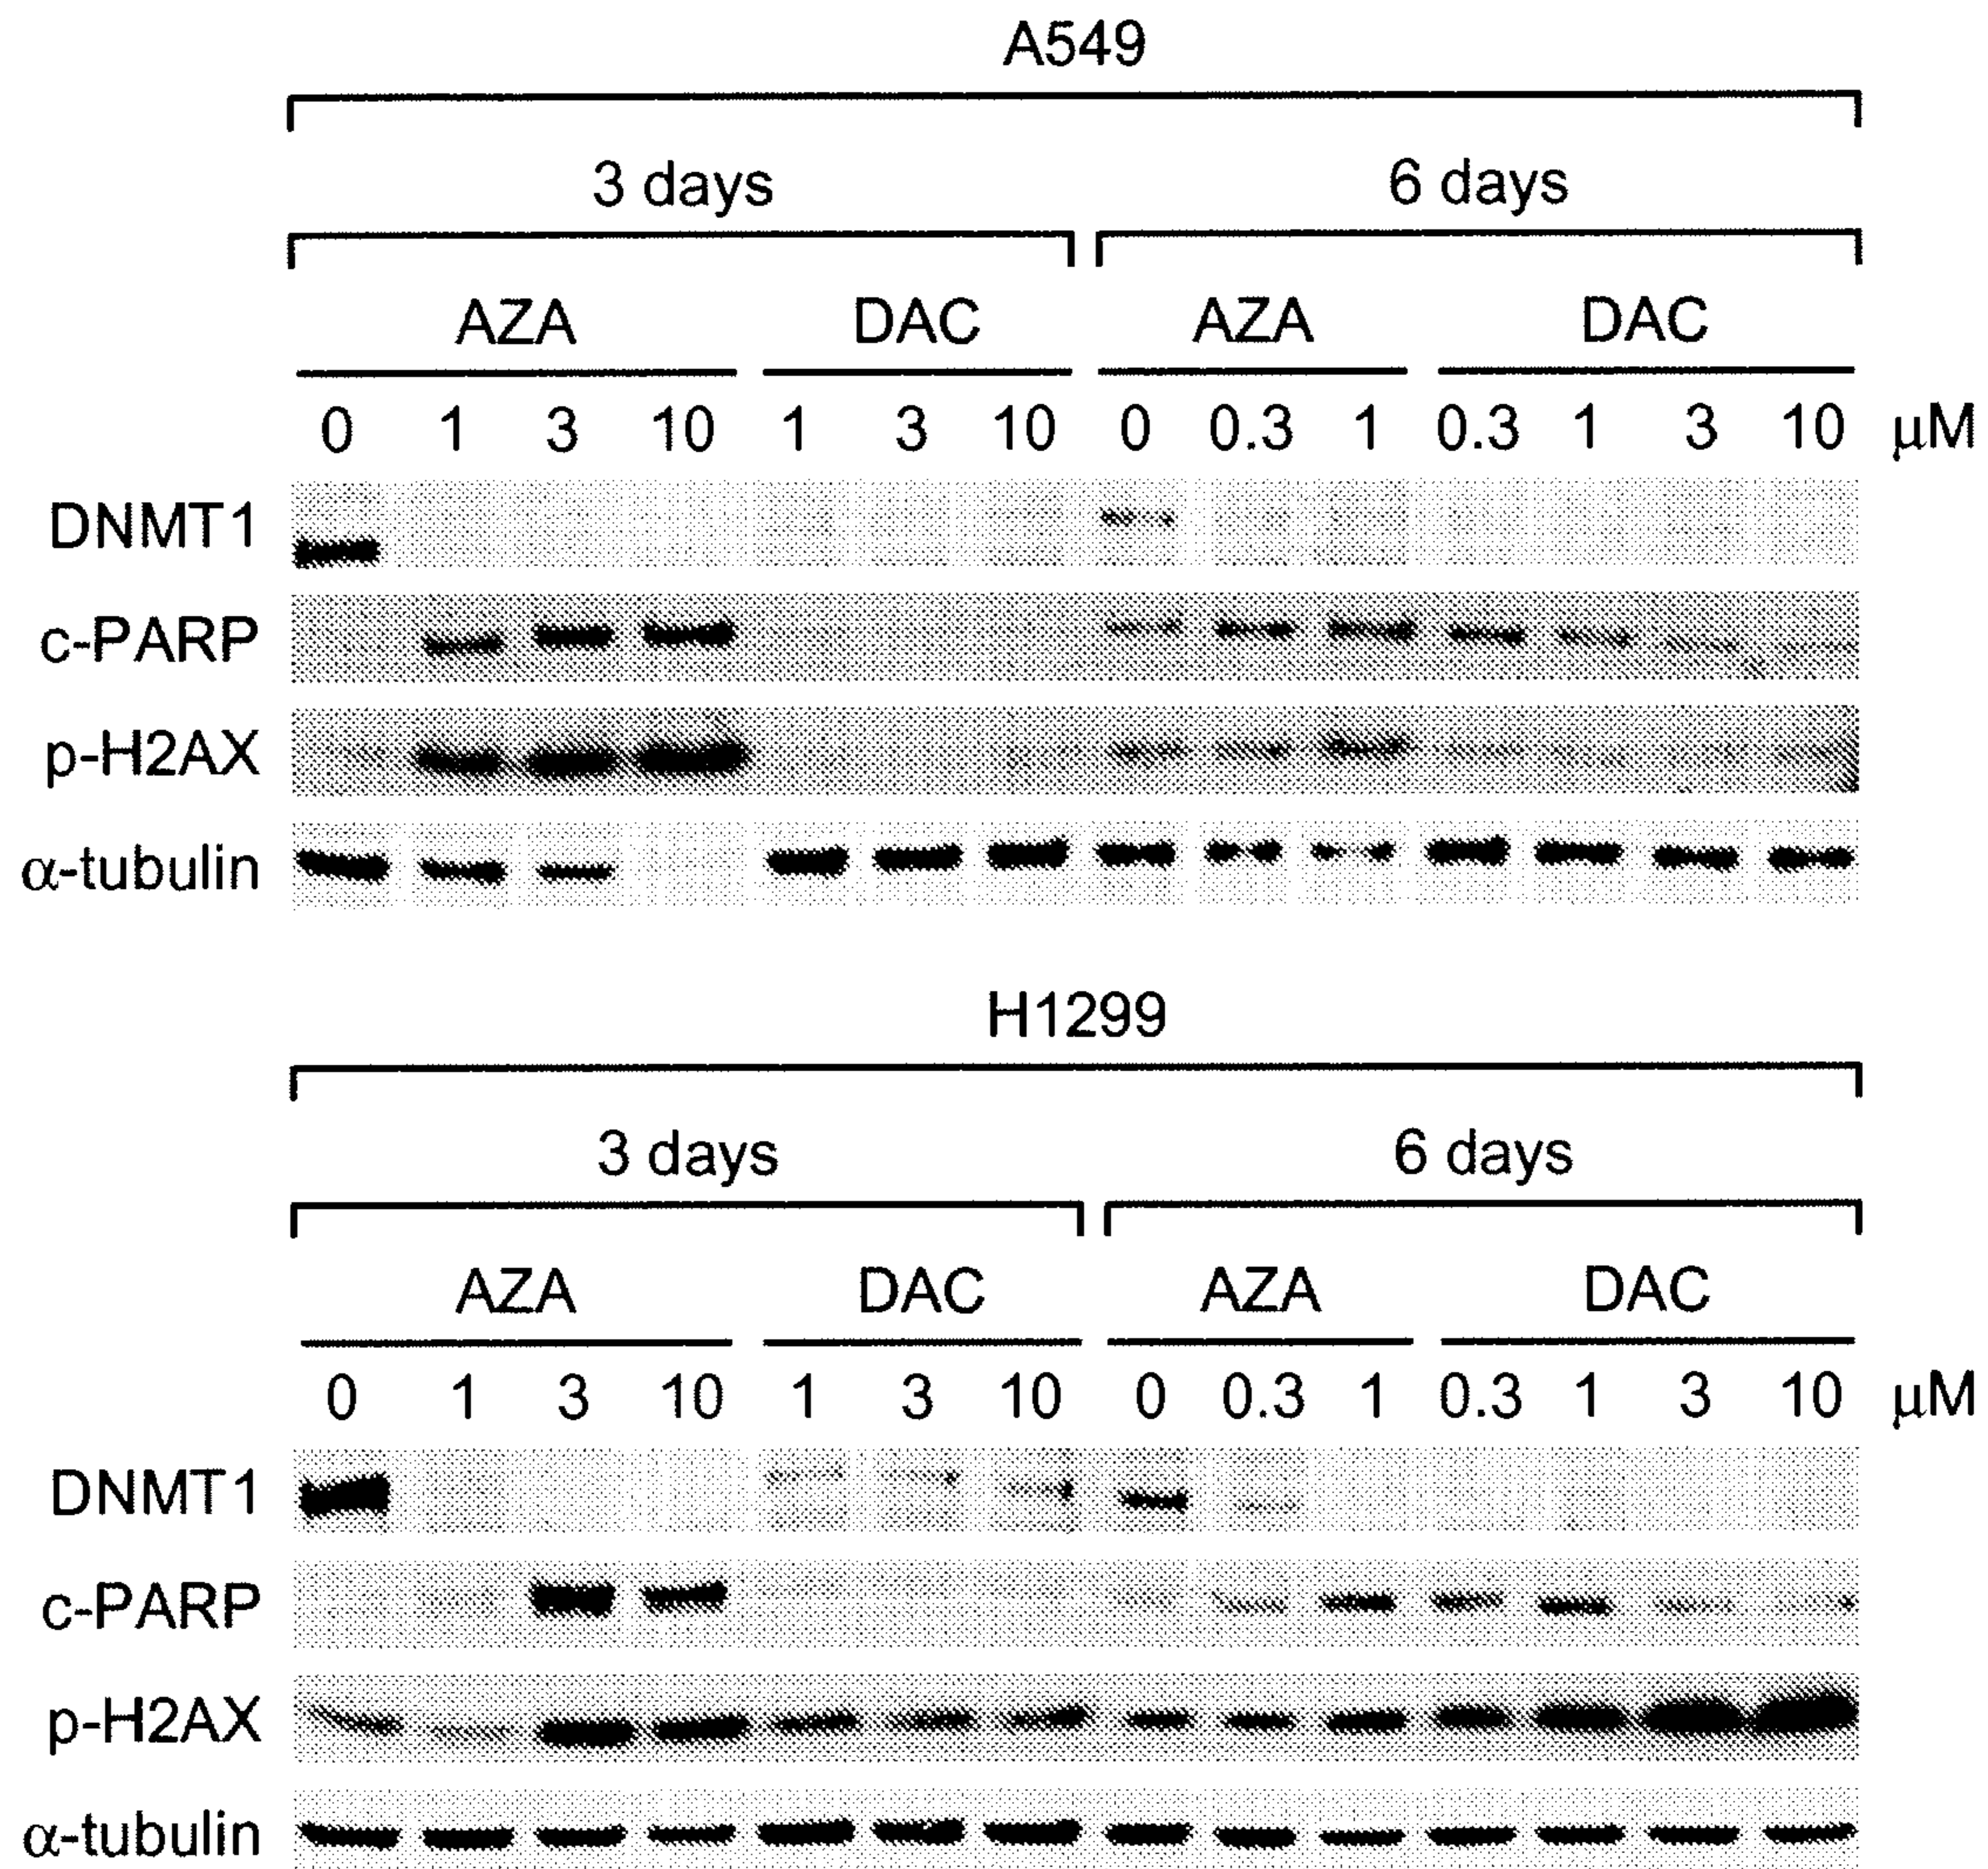 A549
3 days 6 days
AZA DAC AZA DAC
0 1 3 10 1 3 10 0 0.3 1 0.3 1 3 10 μM
DNMT1
c-PARP
p-H2AX
α-tubulin
H1299
3 days 6 days
AZA DAC AZA DAC
0 1 3 10 1 3 10 0 0.3 1 0.3 1 3 10 μM
DNMT1
c-PARP
p-H2AX
α-tubulin